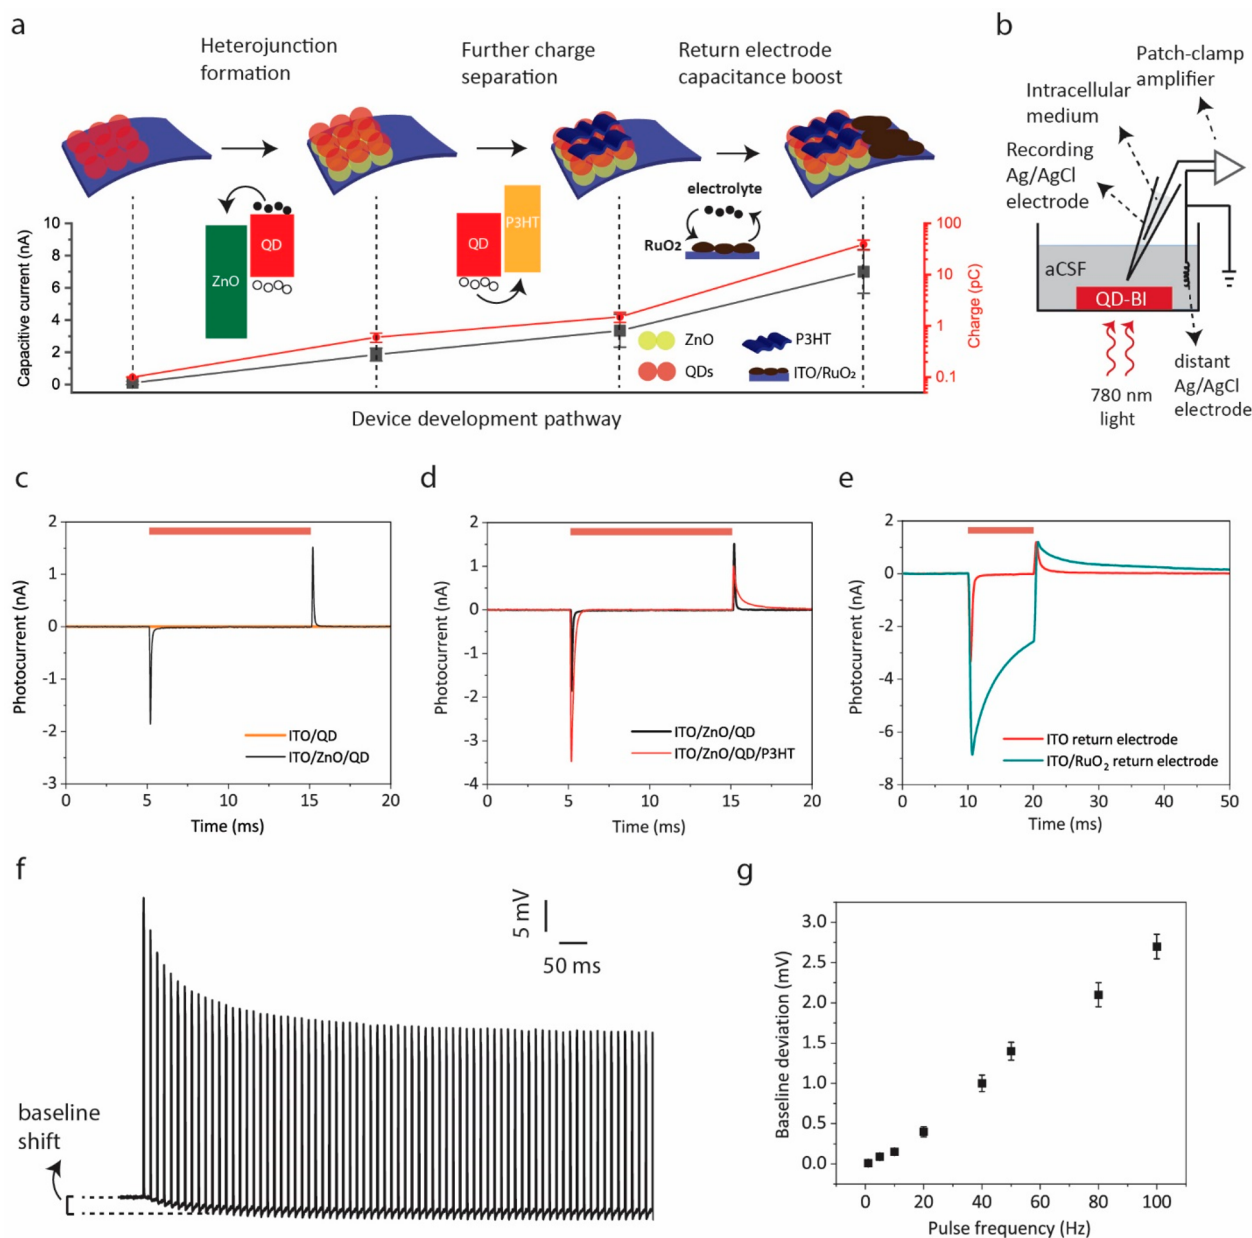 a
Heterojunction
formation
Further charge
separation
Return electrode
capacitance boost
ZnO
QD
QD
P3HT
electrolyte
RuO₂
Capacitive current (nA)
10
8
6
4
2
0
Charge (pC)
100
10
1
0.1
ZnO
P3HT
QDs
ITO/RuO₂
Device development pathway
b
Patch-clamp
amplifier
Intracellular
medium
Recording
Ag/AgCl
electrode
aCSF
QD-BI
780 nm
light
distant
Ag/AgCl
electrode
c
Photocurrent (nA)
2
1
0
-1
-2
-3
ITO/QD
ITO/ZnO/QD
0
5
10
15
20
Time (ms)
d
Photocurrent (nA)
2
1
0
-1
-2
-3
-4
ITO/ZnO/QD
ITO/ZnO/QD/P3HT
0
5
10
15
20
Time (ms)
e
Photocurrent (nA)
2
0
-2
-4
-6
-8
ITO return electrode
ITO/RuO₂ return electrode
0
10
20
30
40
50
Time (ms)
f
5 mV
50 ms
baseline
shift
g
Baseline deviation (mV)
3.0
2.5
2.0
1.5
1.0
0.5
0.0
0
20
40
60
80
100
Pulse frequency (Hz)